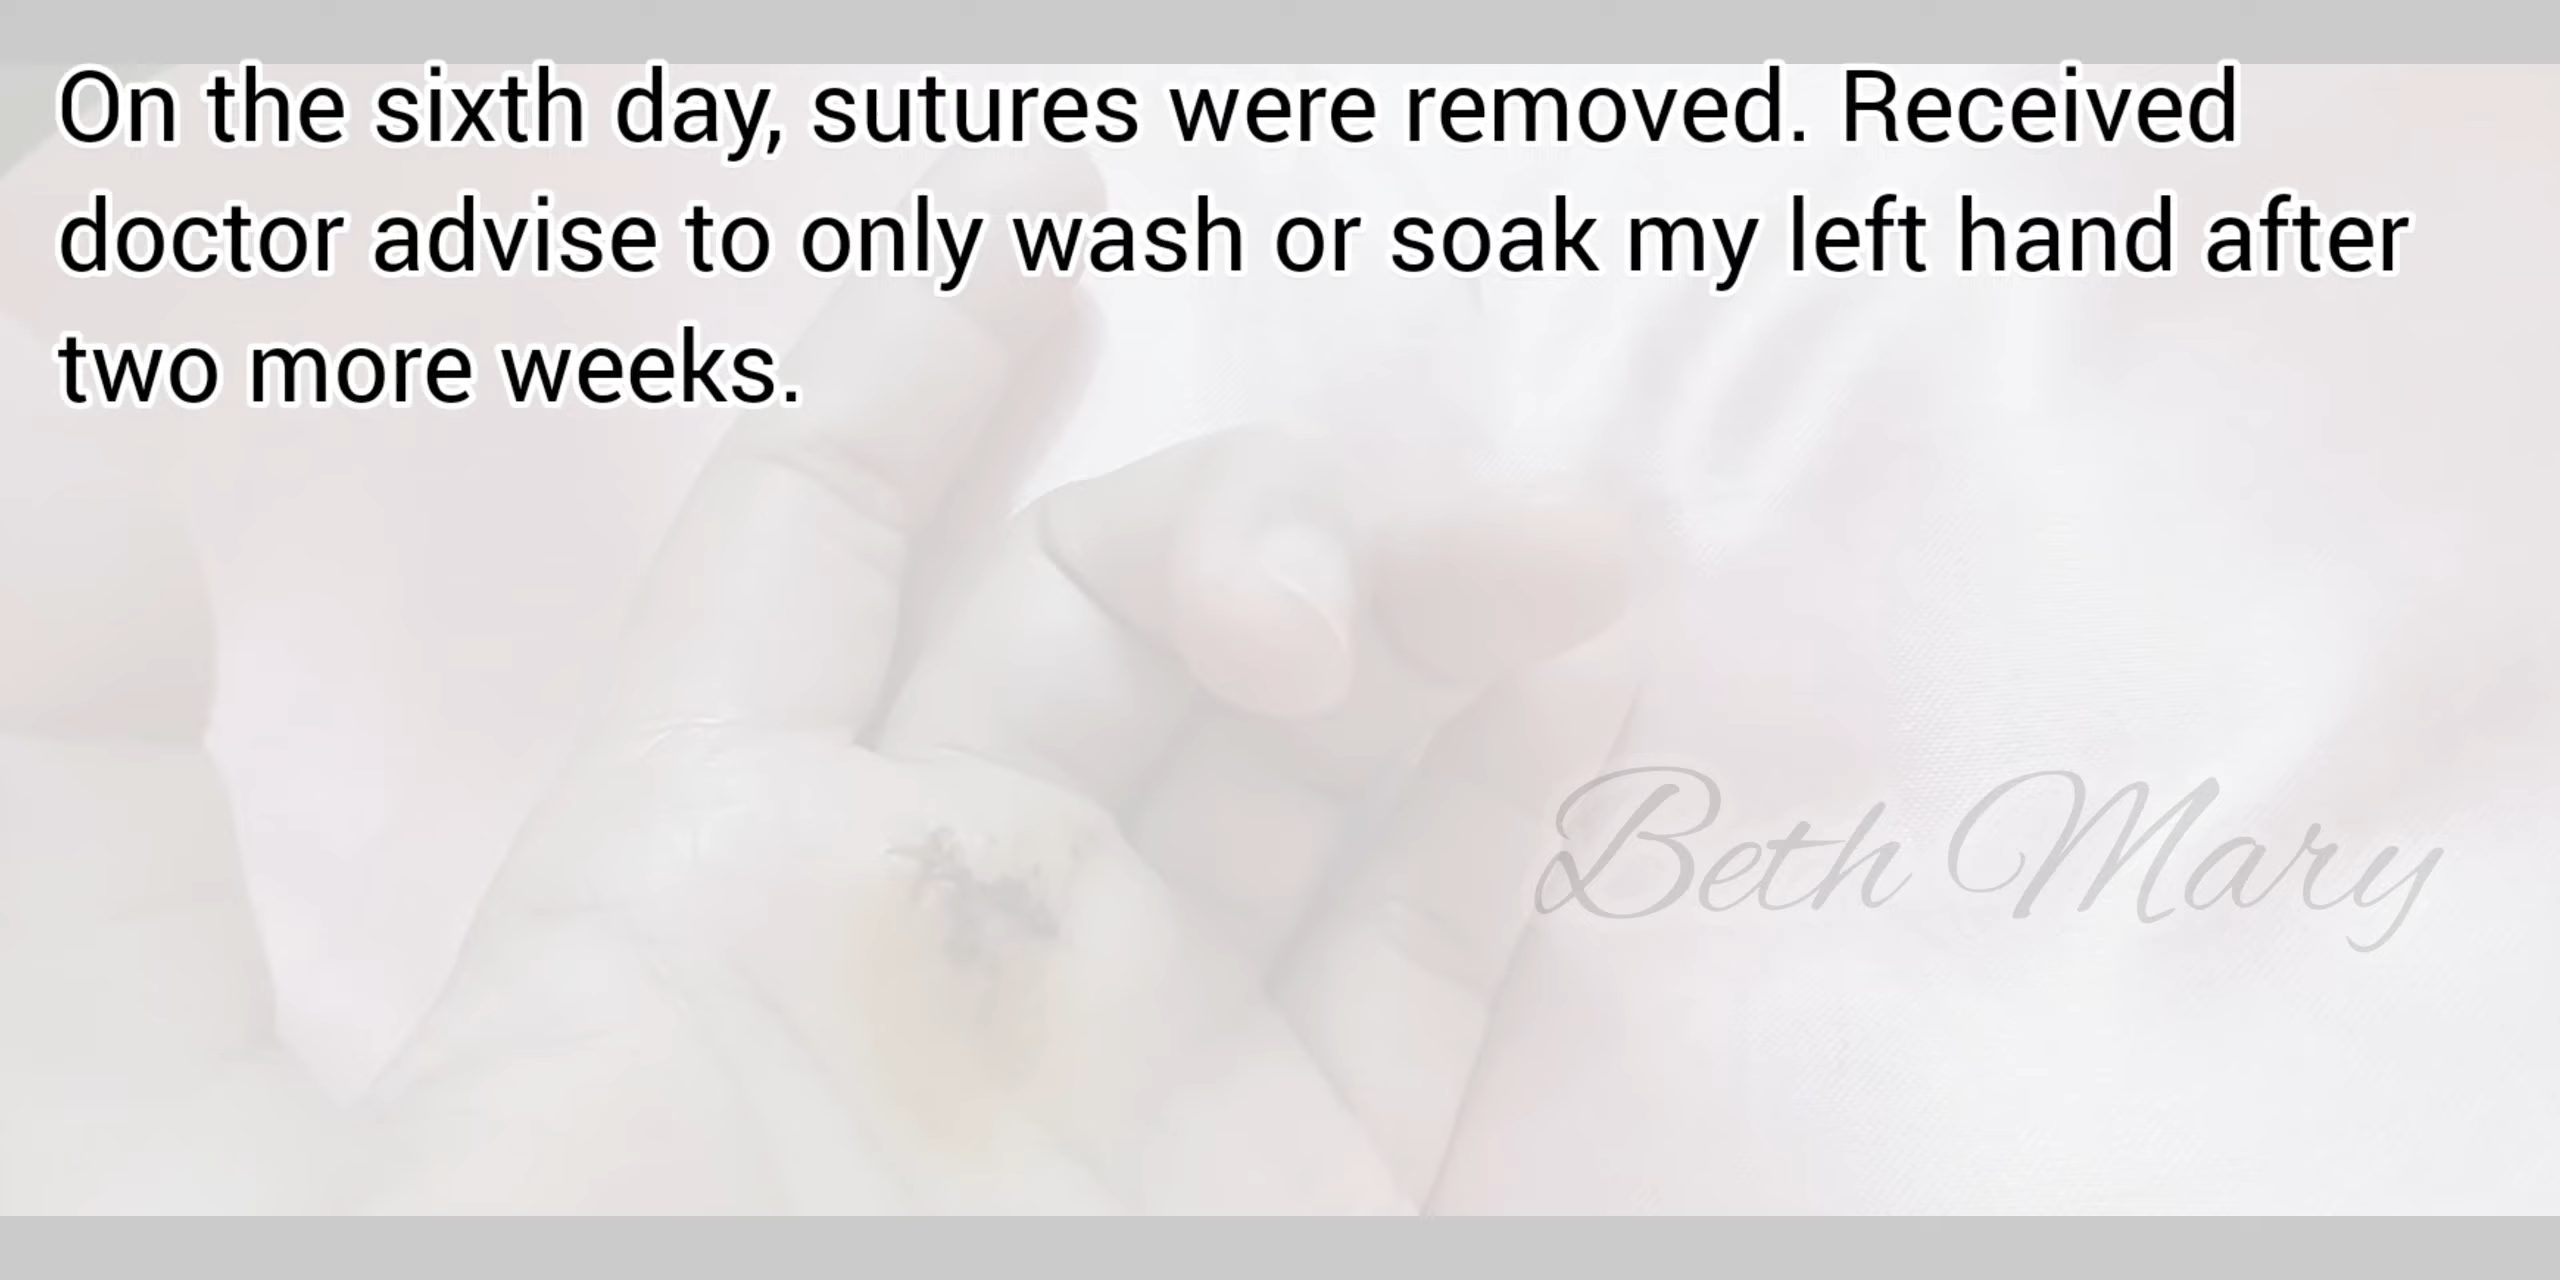 On the sixth day, sutures were removed. Received
doctor advise to only wash or soak my left hand after
two more weeks.
Beth Mary